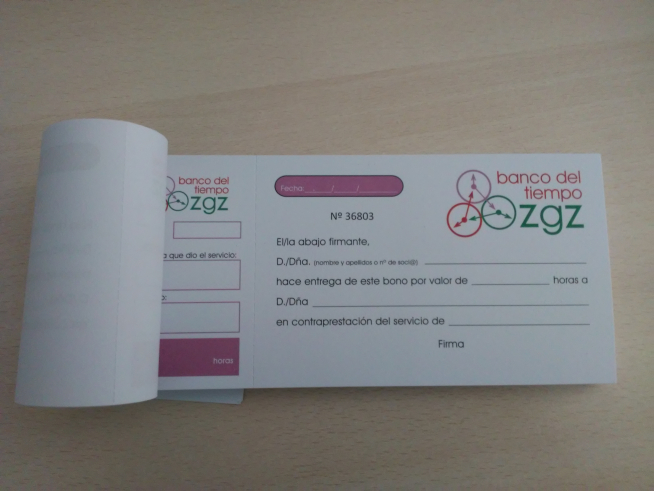 banco del
tiempo
zgz
a que dio el servicio:
horas
Fecha: ... / /
Nº 36803
banco del
tiempo
zgz
El/la abajo firmante,
D./Dña. (nombre y apellidos o nº de soci@)
hace entrega de este bono por valor de horas a
D./Dña
en contraprestación del servicio de
Firma